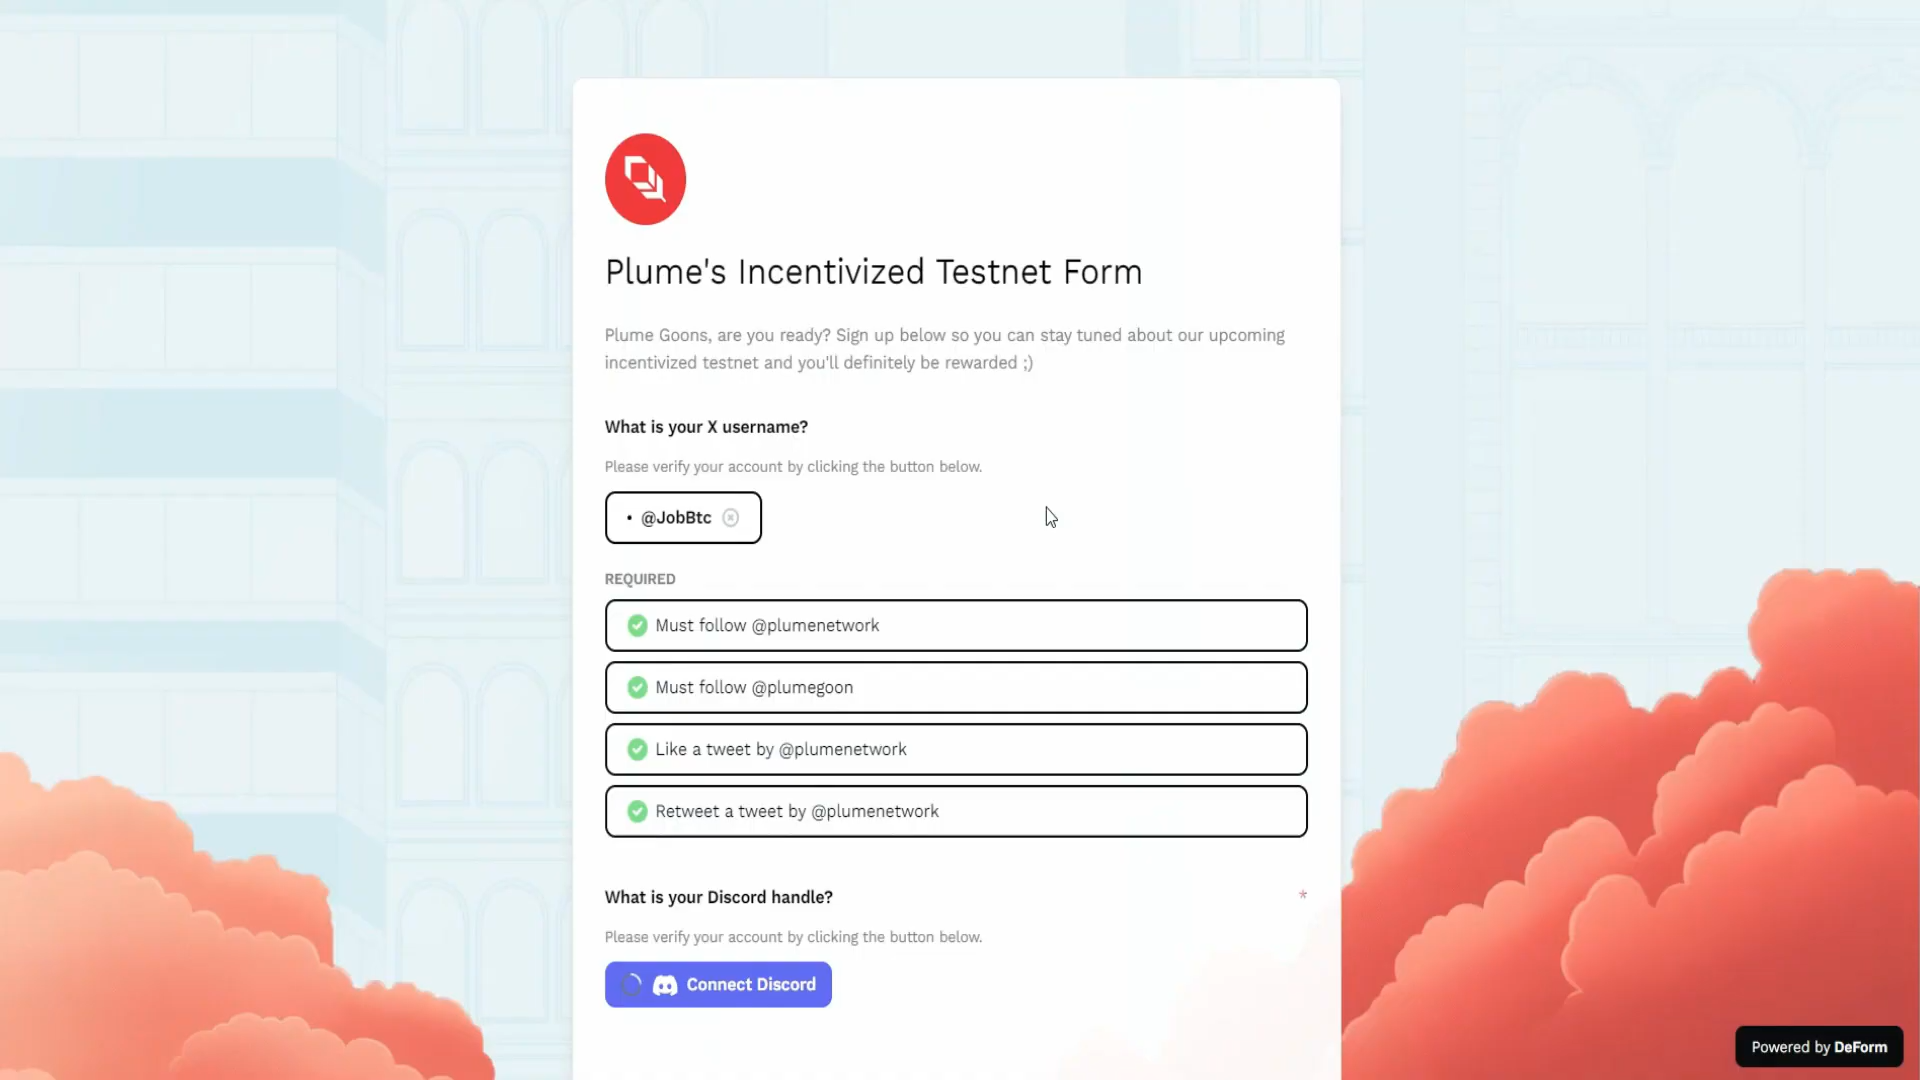 Plume's Incentivized Testnet Form
Plume Goons, are you ready? Sign up below so you can stay tuned about our upcoming
incentivized testnet and you'll definitely be rewarded ;)
What is your X username?
Please verify your account by clicking the button below.
• @JobBtc
REQUIRED
Must follow @plumenetwork
Must follow @plumegoon
Like a tweet by @plumenetwork
Retweet a tweet by @plumenetwork
What is your Discord handle? *
Please verify your account by clicking the button below.
Connect Discord
Powered by DeForm